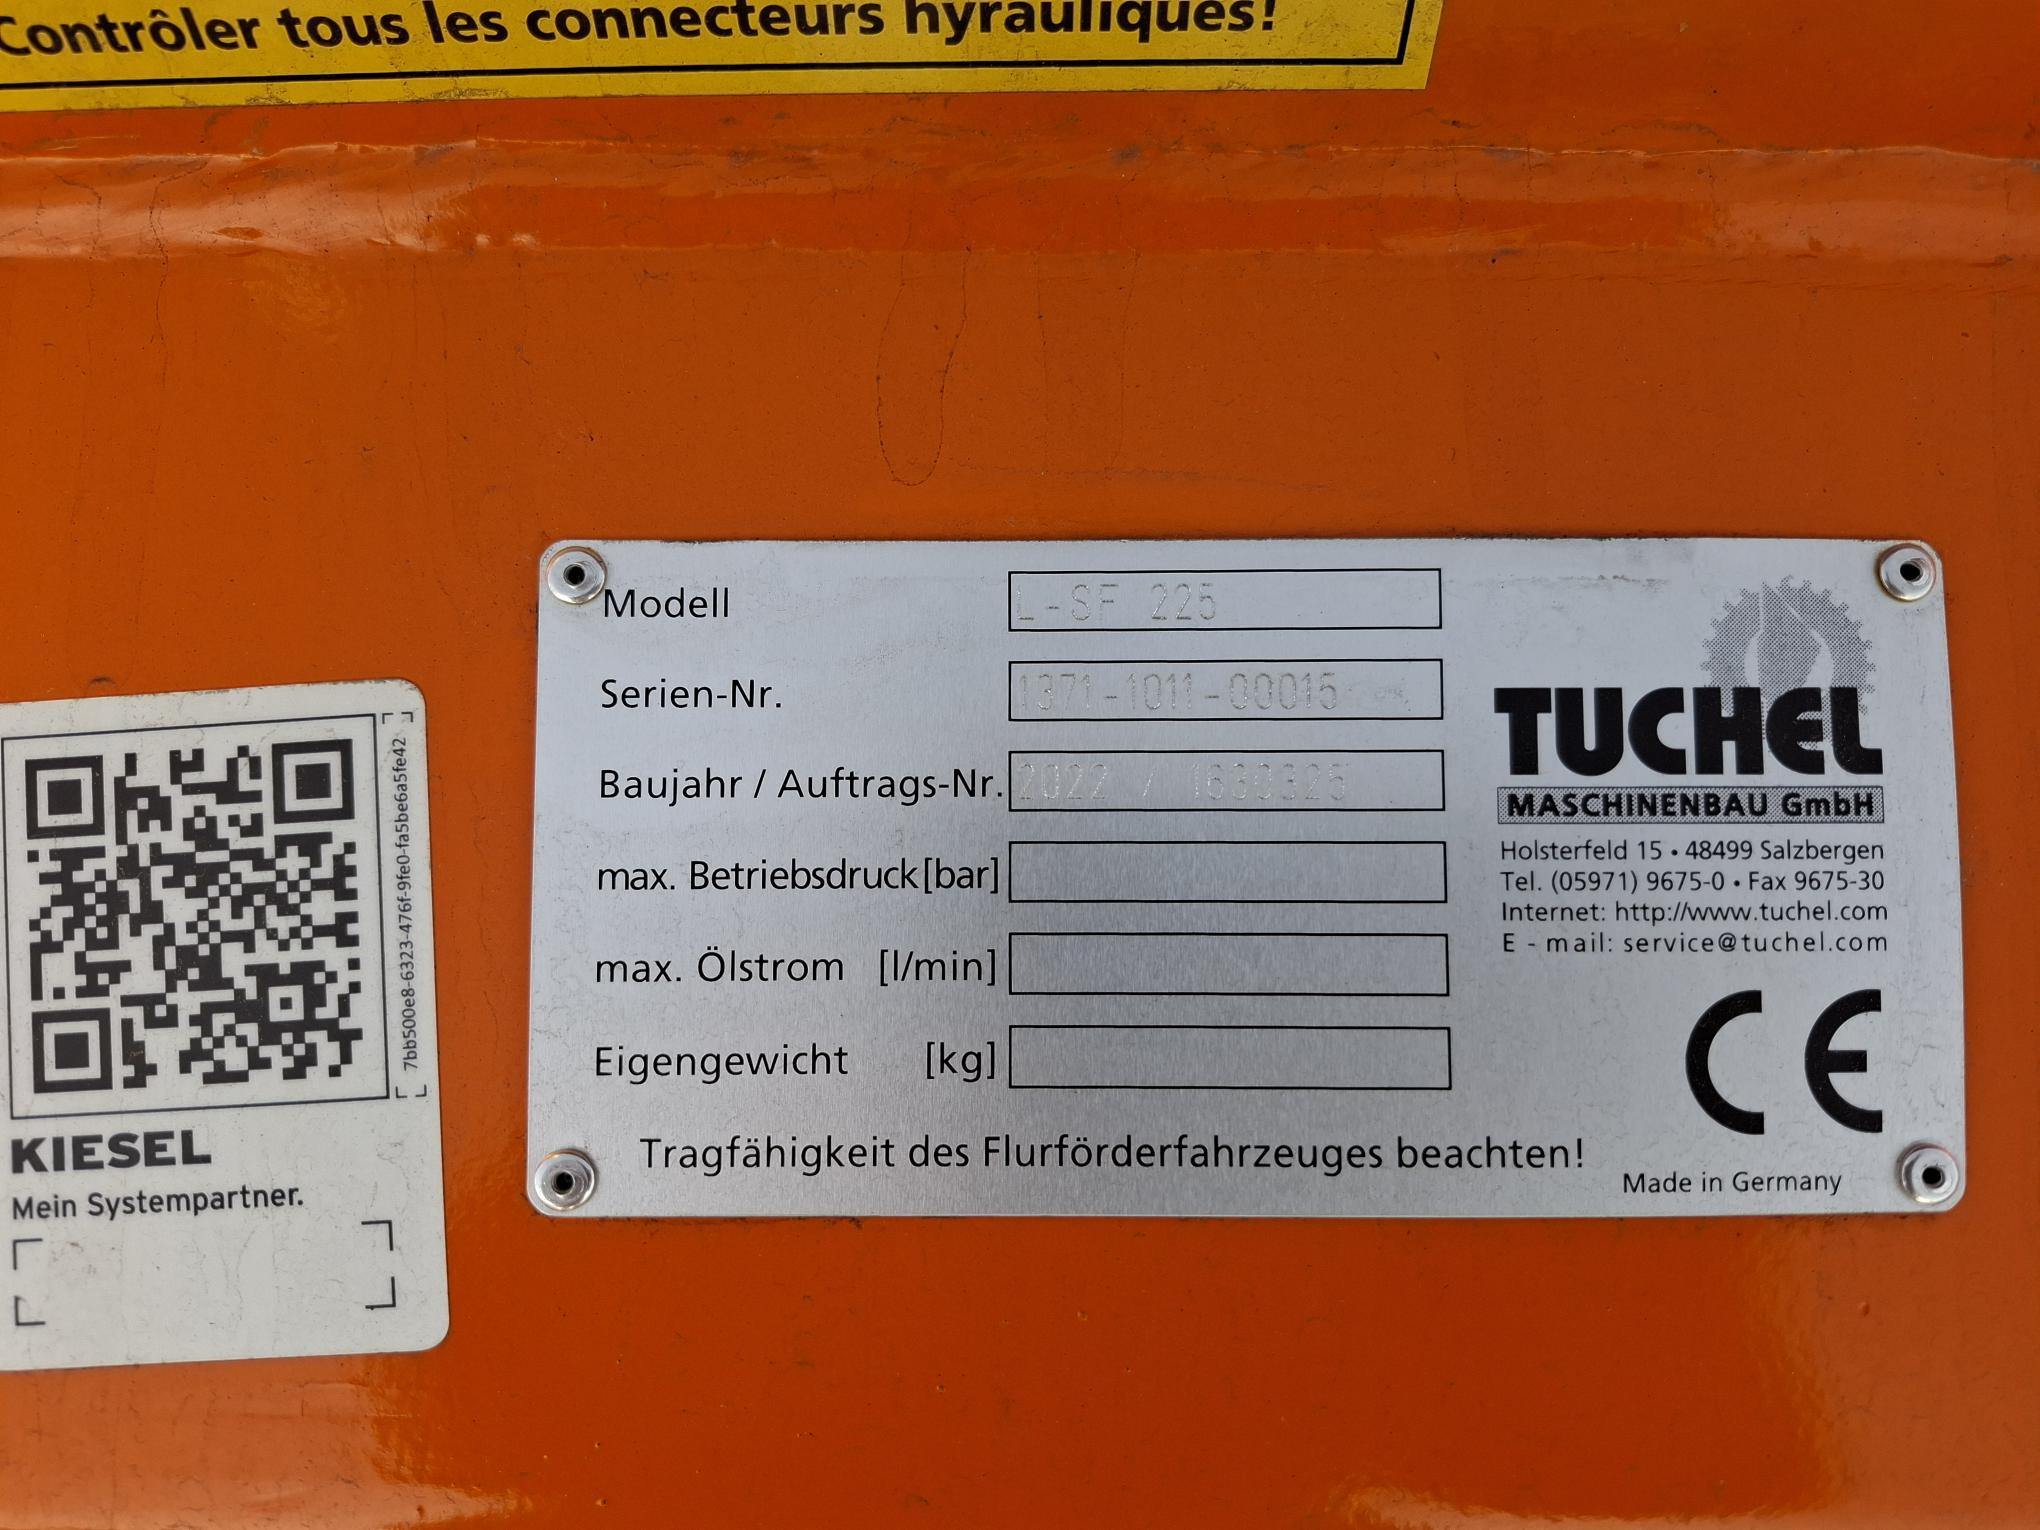 Contrôler tous les connecteurs hyrauliques!
Modell L-SF 225
Serien-Nr. 1371-1011-00015
Baujahr / Auftrags-Nr. 2022 / 1630325
max. Betriebsdruck [bar]
max. Ölstrom [l/min]
Eigengewicht [kg]
Tragfähigkeit des Flurförderfahrzeuges beachten!
TUCHEL
MASCHINENBAU GmbH
Holsterfeld 15 • 48499 Salzbergen
Tel. (05971) 9675-0 • Fax 9675-30
Internet: http://www.tuchel.com
E - mail: service@tuchel.com
CE
Made in Germany
7bb500e8-6323-476f-9fe0-fa5be6a5fe42
KIESEL
Mein Systempartner.